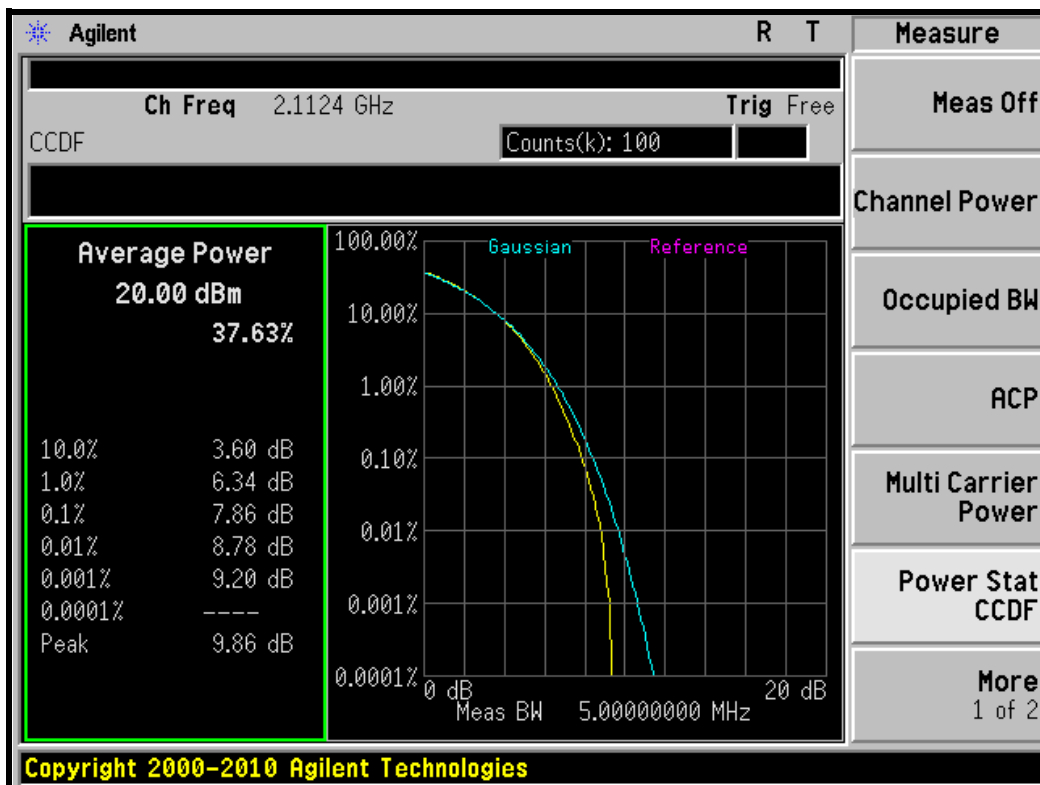 Agilent R T
Ch Freq 2.1124 GHz Trig Free
CCDF Counts(k): 100
Average Power
20.00 dBm
37.63%
10.0% 3.60 dB
1.0% 6.34 dB
0.1% 7.86 dB
0.01% 8.78 dB
0.001% 9.20 dB
0.0001% ----
Peak 9.86 dB
Gaussian Reference
100.00%
10.00%
1.00%
0.10%
0.01%
0.001%
0.0001%
0 dB 20 dB
Meas BW 5.00000000 MHz
Measure
Meas Off
Channel Power
Occupied BW
ACP
Multi Carrier
Power
Power Stat
CCDF
More
1 of 2
Copyright 2000-2010 Agilent Technologies